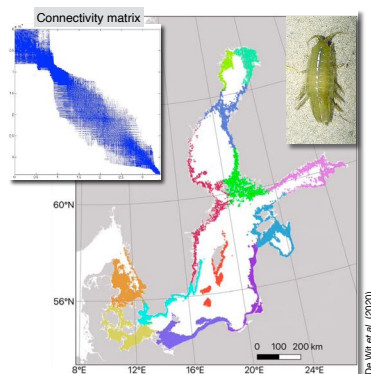 Connectivity matrix
60°N
56°N
0 100 200 km
8°E 12°E 16°E 20°E 24°E
De Wit et al. (2020)